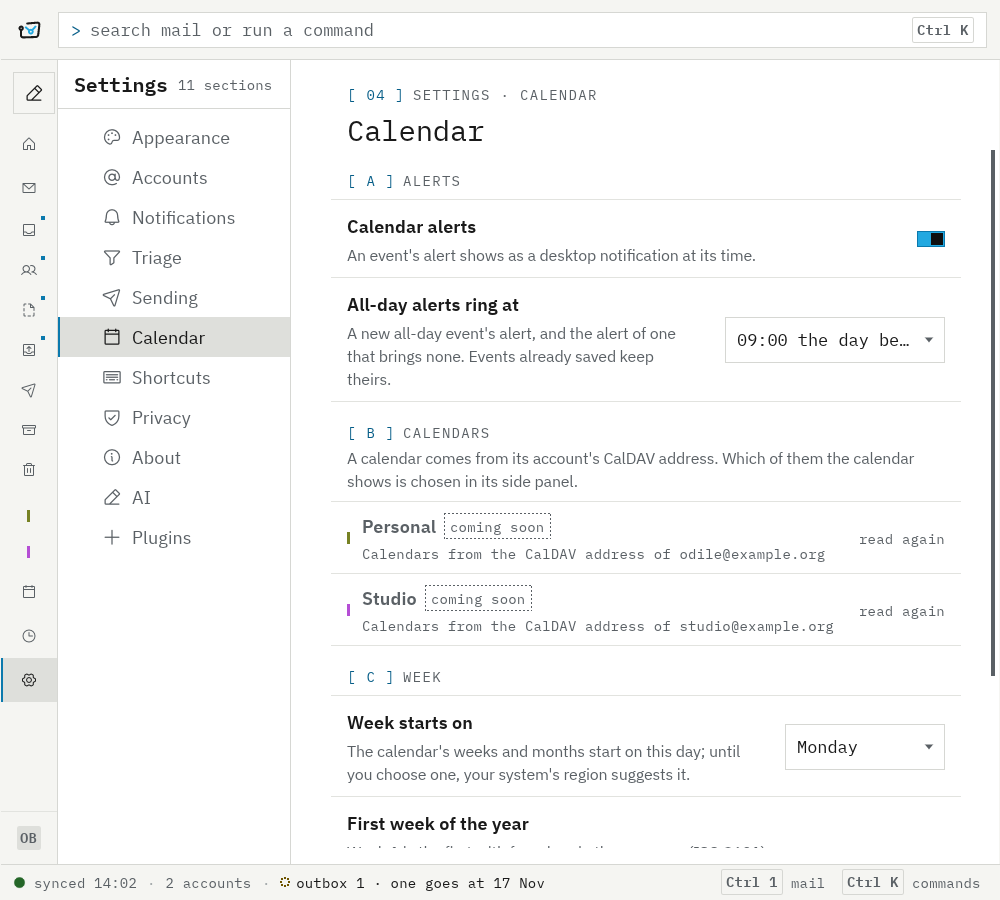 > search mail or run a command Ctrl K
Settings 11 sections
Appearance
Accounts
Notifications
Triage
Sending
Calendar
Shortcuts
Privacy
About
AI
Plugins
OB
[ 04 ] SETTINGS · CALENDAR
Calendar
[ A ] ALERTS
Calendar alerts
An event's alert shows as a desktop notification at its time.
All-day alerts ring at
A new all-day event's alert, and the alert of one
that brings none. Events already saved keep
theirs.
09:00 the day be…
[ B ] CALENDARS
A calendar comes from its account's CalDAV address. Which of them the calendar
shows is chosen in its side panel.
Personal coming soon
Calendars from the CalDAV address of odile@example.org
read again
Studio coming soon
Calendars from the CalDAV address of studio@example.org
read again
[ C ] WEEK
Week starts on
The calendar's weeks and months start on this day; until
you choose one, your system's region suggests it.
Monday
First week of the year
synced 14:02 · 2 accounts · outbox 1 · one goes at 17 Nov
Ctrl 1 mail Ctrl K commands